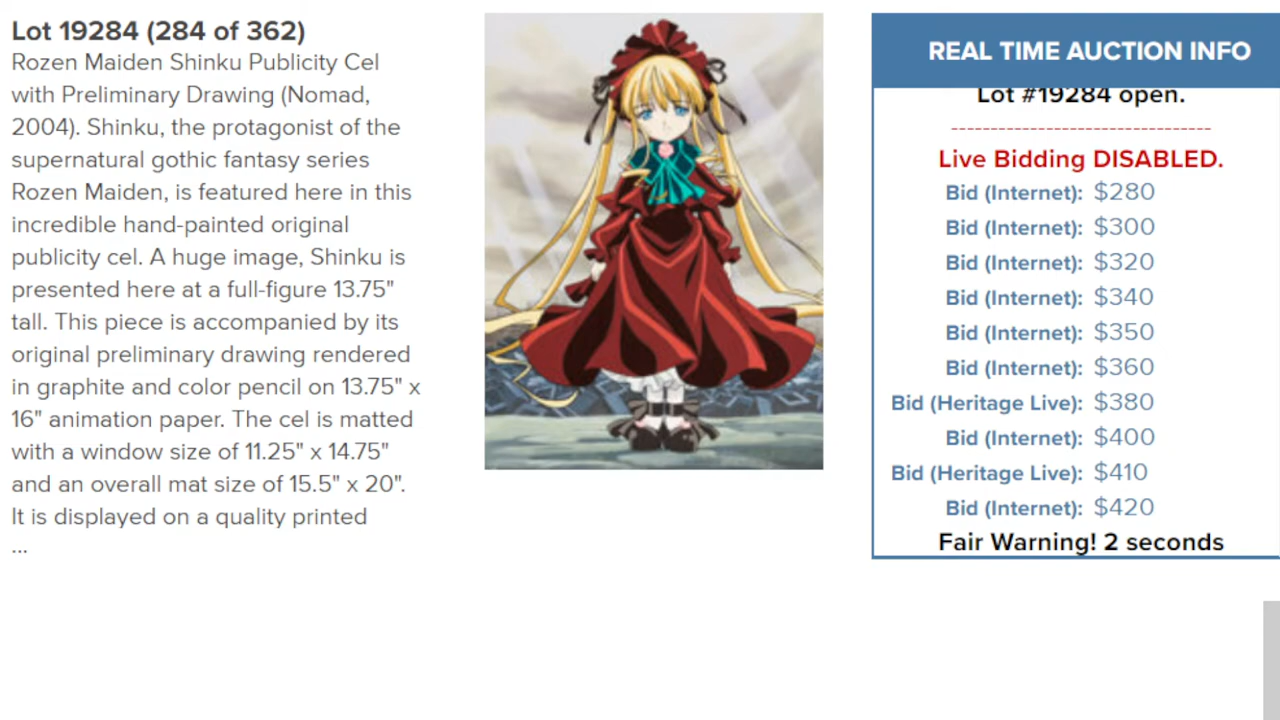 Lot 19284 (284 of 362)
Rozen Maiden Shinku Publicity Cel
with Preliminary Drawing (Nomad,
2004). Shinku, the protagonist of the
supernatural gothic fantasy series
Rozen Maiden, is featured here in this
incredible hand-painted original
publicity cel. A huge image, Shinku is
presented here at a full-figure 13.75"
tall. This piece is accompanied by its
original preliminary drawing rendered
in graphite and color pencil on 13.75" x
16" animation paper. The cel is matted
with a window size of 11.25" x 14.75"
and an overall mat size of 15.5" x 20".
It is displayed on a quality printed
...
REAL TIME AUCTION INFO
Lot #19284 open.
---------------------------------
Live Bidding DISABLED.
Bid (Internet): $280
Bid (Internet): $300
Bid (Internet): $320
Bid (Internet): $340
Bid (Internet): $350
Bid (Internet): $360
Bid (Heritage Live): $380
Bid (Internet): $400
Bid (Heritage Live): $410
Bid (Internet): $420
Fair Warning! 2 seconds